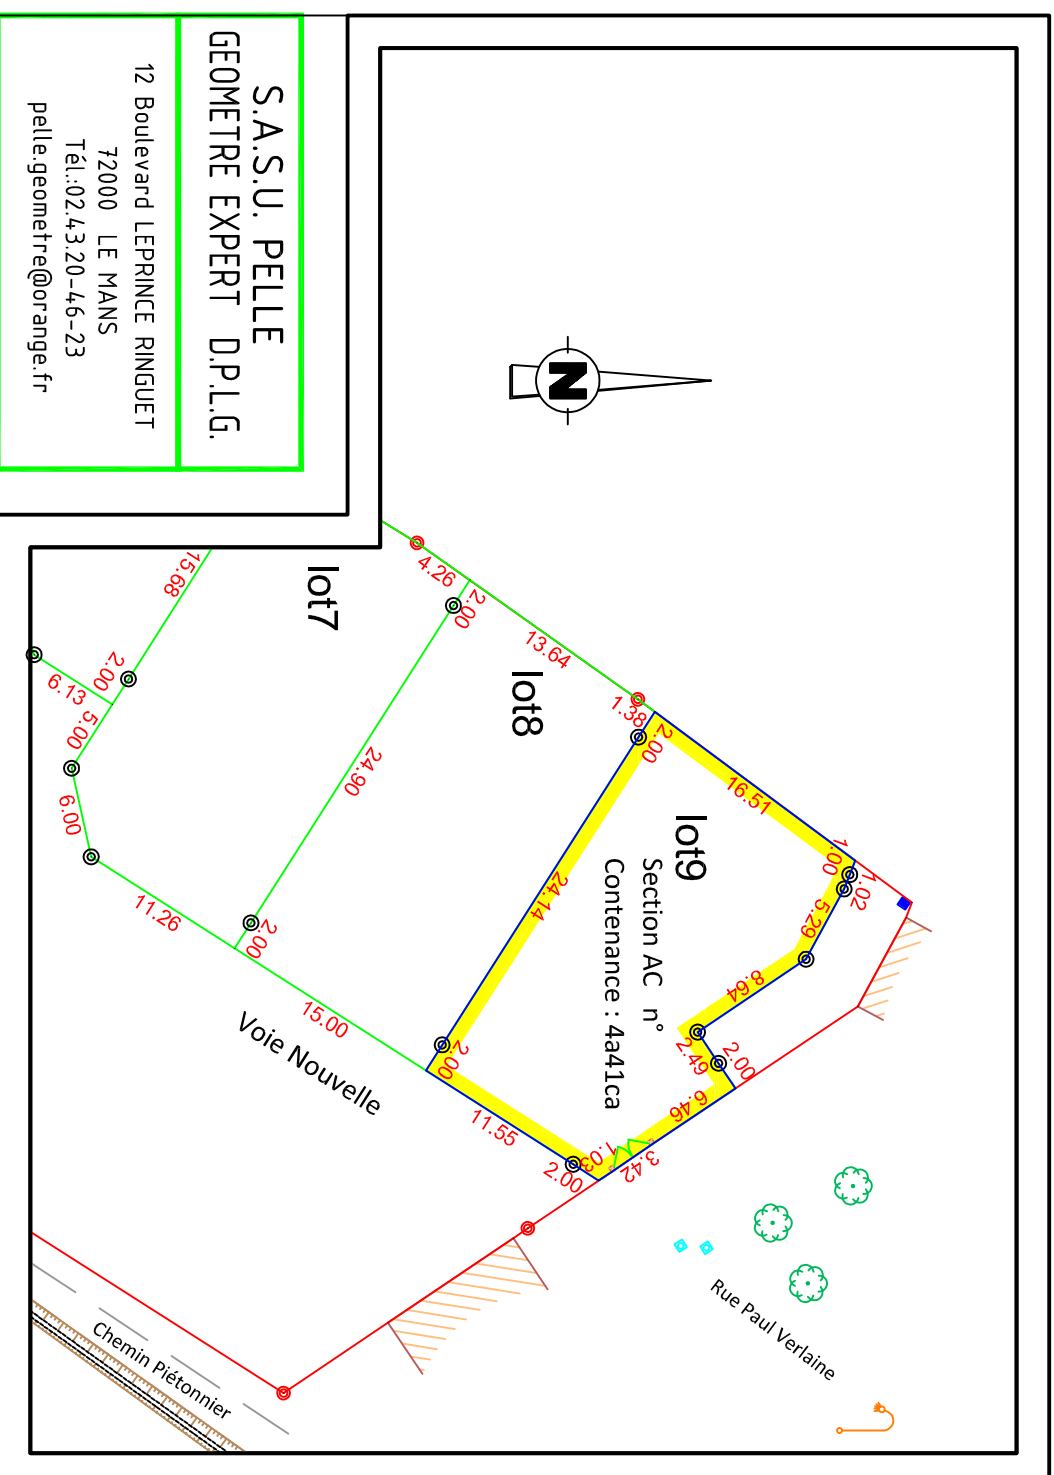 S.A.S.U. PELLE
GEOMETRE EXPERT D.P.L.G.
12 Boulevard LEPRINCE RINGUET
72000 LE MANS
Tél.:02.43.20-46-23
pelle.geometre@orange.fr
N
lot7
lot8
lot9
Section AC n°
Contenance : 4a41ca
Voie Nouvelle
Rue Paul Verlaine
Chemin Piétonnier
15.68
2.00
6.13
5.00
6.00
11.26
4.26
2.00
24.90
2.00
13.64
1.38
2.00
24.14
2.00
15.00
16.51
1.00
1.02
5.29
8.64
2.49
2.00
6.46
3.42
1.03
2.00
11.55